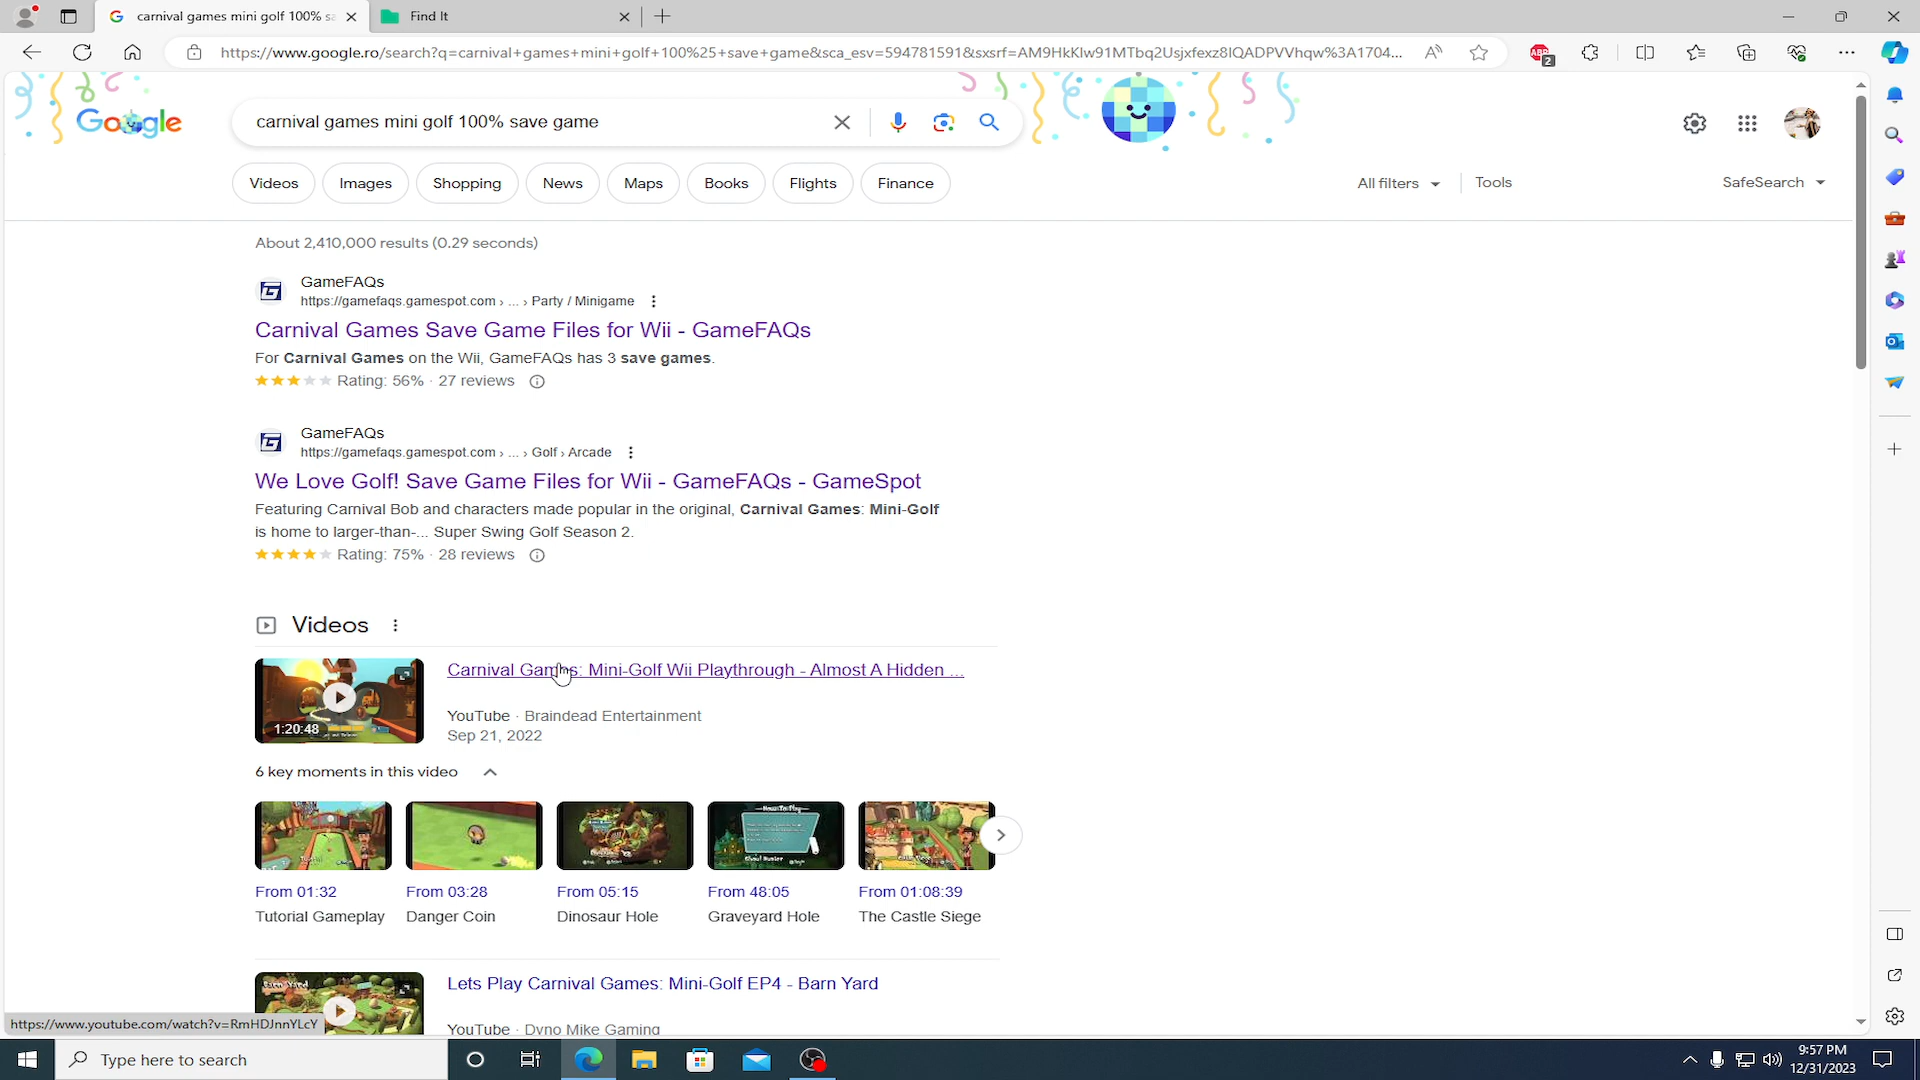 carnival games mini golf 100% sa
Find It
https://www.google.ro/search?q=carnival+games+mini+golf+100%25+save+game&sca_esv=594781591&sxsrf=AM9HkKlw91MTbq2Usjxfexz8IQADPVVhqw%3A1704...
Google
carnival games mini golf 100% save game
Videos
Images
Shopping
News
Maps
Books
Flights
Finance
All filters
Tools
SafeSearch
About 2,410,000 results (0.29 seconds)
GameFAQs
https://gamefaqs.gamespot.com › ... › Party / Minigame
Carnival Games Save Game Files for Wii - GameFAQs
For Carnival Games on the Wii, GameFAQs has 3 save games.
Rating: 56% · 27 reviews
GameFAQs
https://gamefaqs.gamespot.com › ... › Golf › Arcade
We Love Golf! Save Game Files for Wii - GameFAQs - GameSpot
Featuring Carnival Bob and characters made popular in the original, Carnival Games: Mini-Golf
is home to larger-than-... Super Swing Golf Season 2.
Rating: 75% · 28 reviews
Videos
1:20:48
Carnival Games: Mini-Golf Wii Playthrough - Almost A Hidden ...
YouTube · Braindead Entertainment
Sep 21, 2022
6 key moments in this video
From 01:32
From 03:28
From 05:15
From 48:05
From 01:08:39
Tutorial Gameplay
Danger Coin
Dinosaur Hole
Graveyard Hole
The Castle Siege
Barn Yard
Lets Play Carnival Games: Mini-Golf EP4 - Barn Yard
YouTube · Dyno Mike Gaming
https://www.youtube.com/watch?v=RmHDJnnYLcY
Type here to search
9:57 PM
12/31/2023